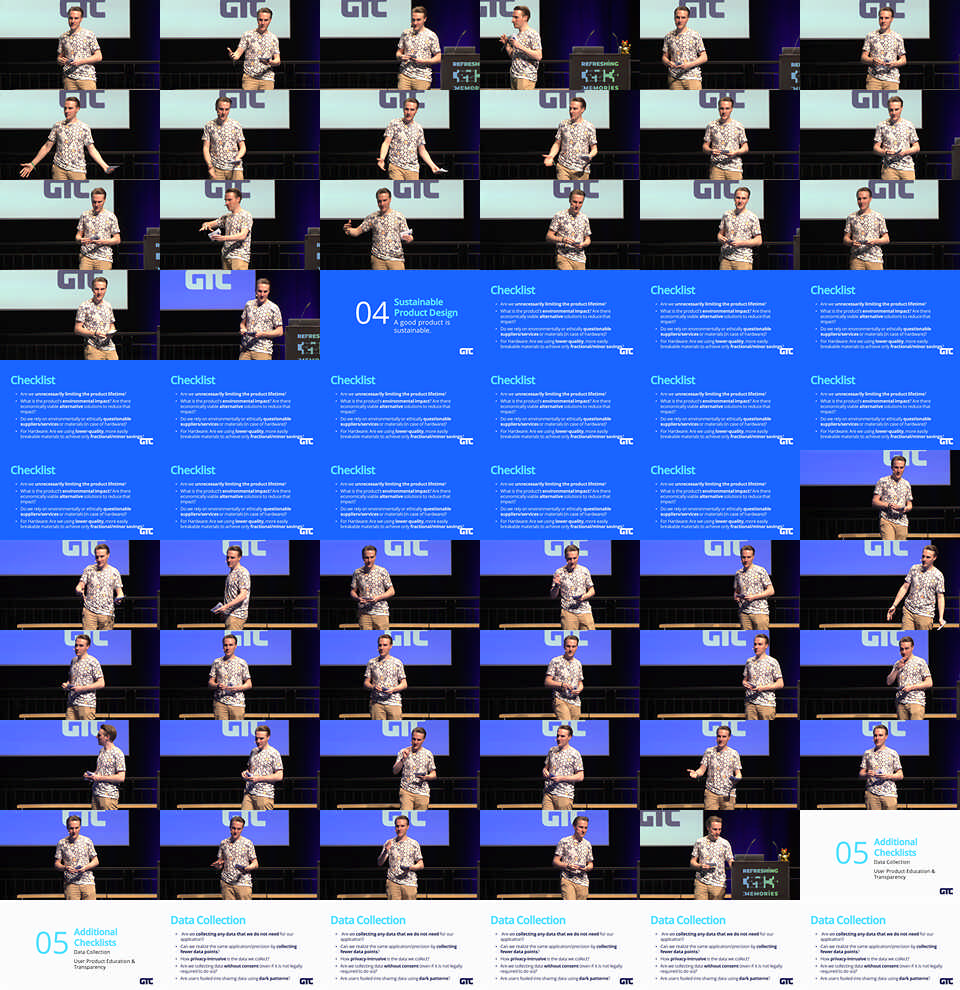 GTC
REFRESHING
MEMORIES
04
Sustainable
Product Design
A good product is
sustainable.
GTC
Checklist
Are we unnecessarily limiting the product lifetime?
What is the product's environmental impact? Are there
economically viable alternative solutions to reduce that
impact?
Do we rely on environmentally or ethically questionable
suppliers/services or materials (in case of hardware)?
For Hardware: Are we using lower-quality, more easily
breakable materials to achieve only fractional/minor savings?
GTC
05
Additional
Checklists
Data Collection
User Product Education &
Transparency
GTC
Data Collection
Are we collecting any data that we do not need for our
application?
Can we realize the same application/precision by collecting
fewer data points?
How privacy-intrusive is the data we collect?
Are we collecting data without consent (even if it is not legally
required to do so)?
Are users fooled into sharing data using dark patterns?
GTC